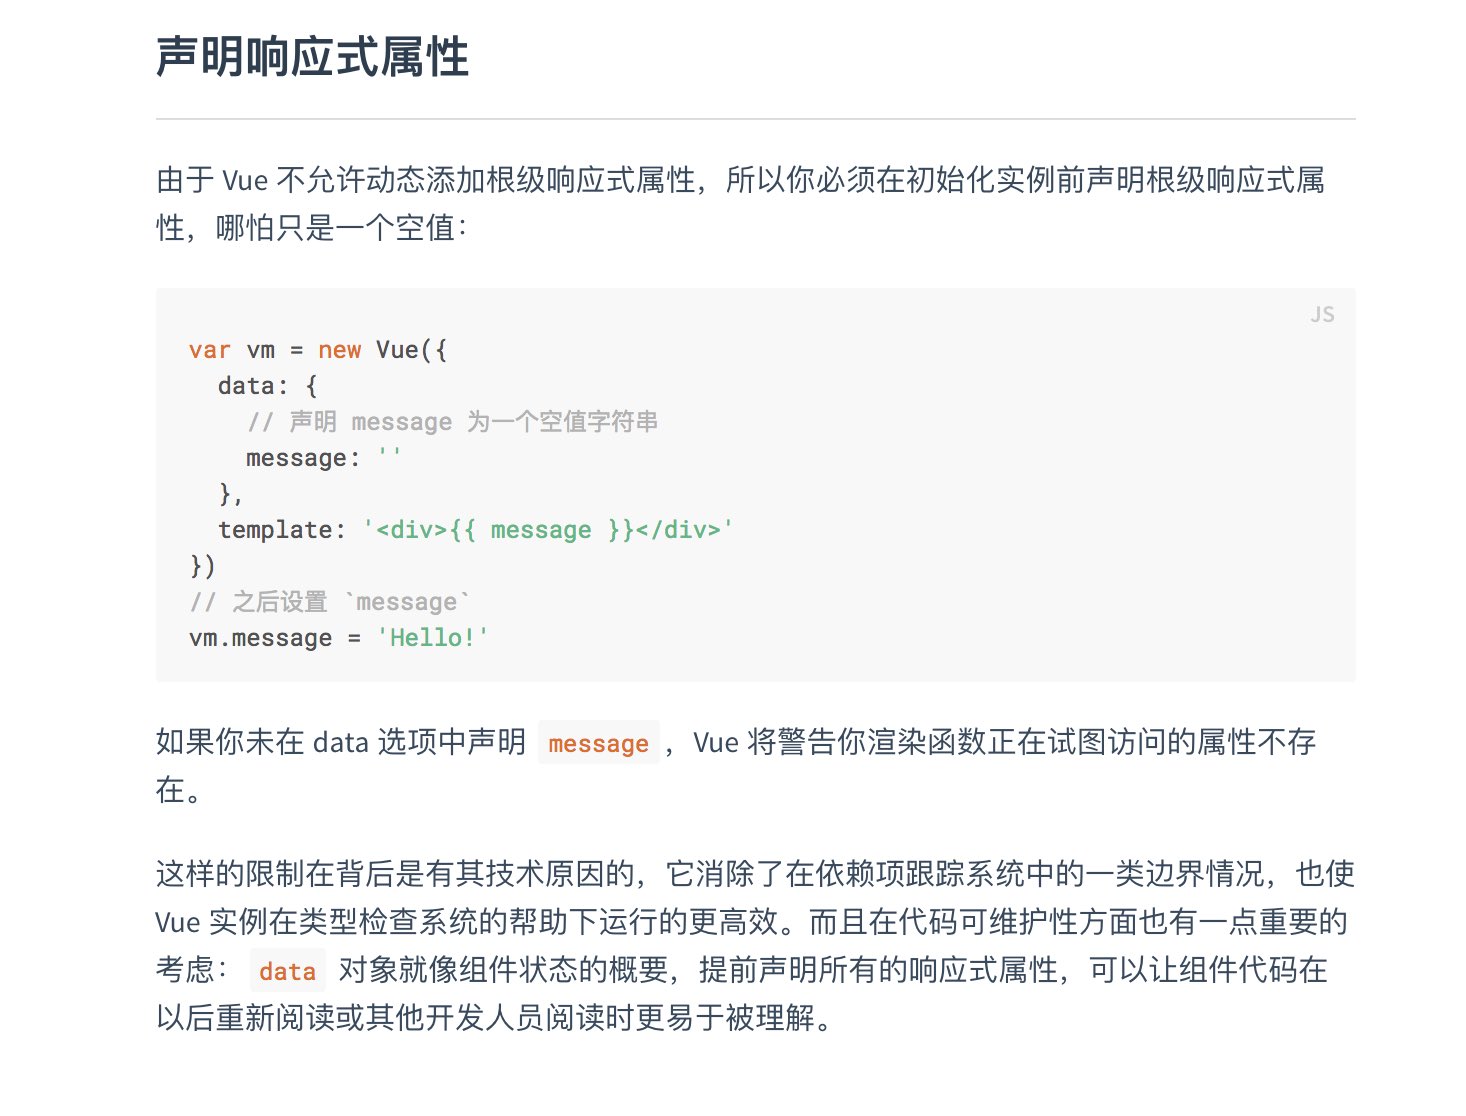 声明响应式属性
由于 Vue 不允许动态添加根级响应式属性，所以你必须在初始化实例前声明根级响应式属
性，哪怕只是一个空值：
JS
var vm = new Vue({
  data: {
    // 声明 message 为一个空值字符串
    message: ''
  },
  template: '<div>{{ message }}</div>'
})
// 之后设置 `message`
vm.message = 'Hello!'
如果你未在 data 选项中声明 message，Vue 将警告你渲染函数正在试图访问的属性不存
在。
这样的限制在背后是有其技术原因的，它消除了在依赖项跟踪系统中的一类边界情况，也使
Vue 实例在类型检查系统的帮助下运行的更高效。而且在代码可维护性方面也有一点重要的
考虑：data 对象就像组件状态的概要，提前声明所有的响应式属性，可以让组件代码在
以后重新阅读或其他开发人员阅读时更易于被理解。